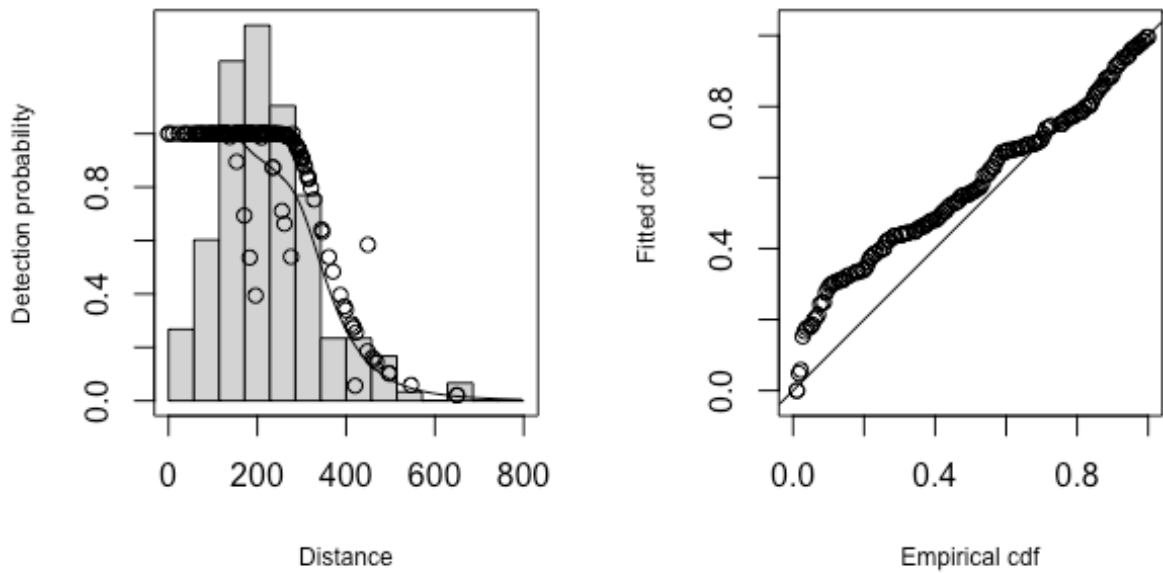 Detection probability
0.0 0.4 0.8
0 200 400 600 800
Distance
Fitted cdf
0.0 0.4 0.8
0.0 0.4 0.8
Empirical cdf